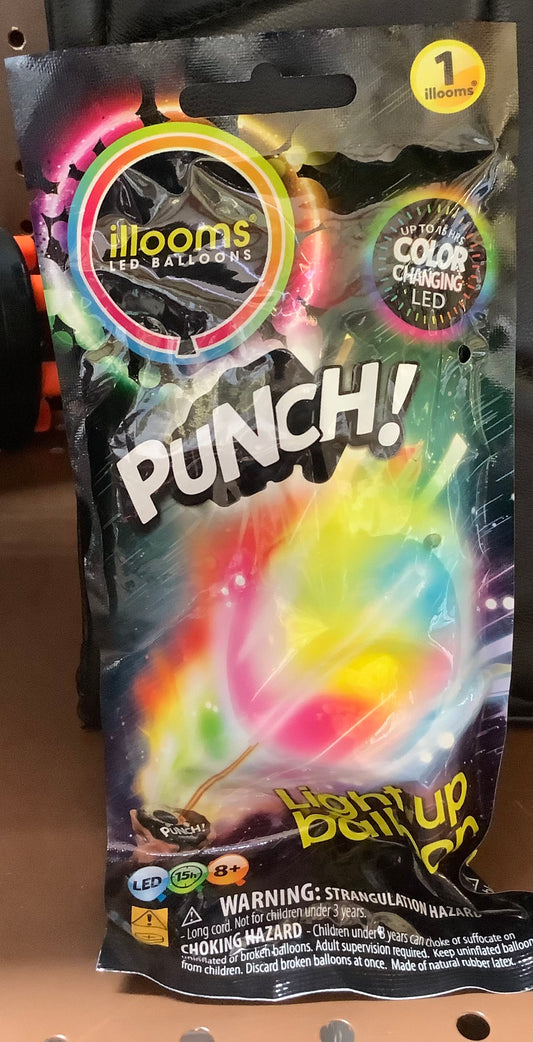 1
illooms®
illooms®
LED BALLOONS
UP TO 15 HRS
COLOR
CHANGING
LED
PUNCH!
PUNCH!
Light up
LED 15h 8+
WARNING: STRANGULATION HAZARD
- Long cord. Not for children under 3 years.
CHOKING HAZARD - Children under 8 years can choke or suffocate on
uninflated or broken balloons. Adult supervision required. Keep uninflated balloons
from children. Discard broken balloons at once. Made of natural rubber latex.